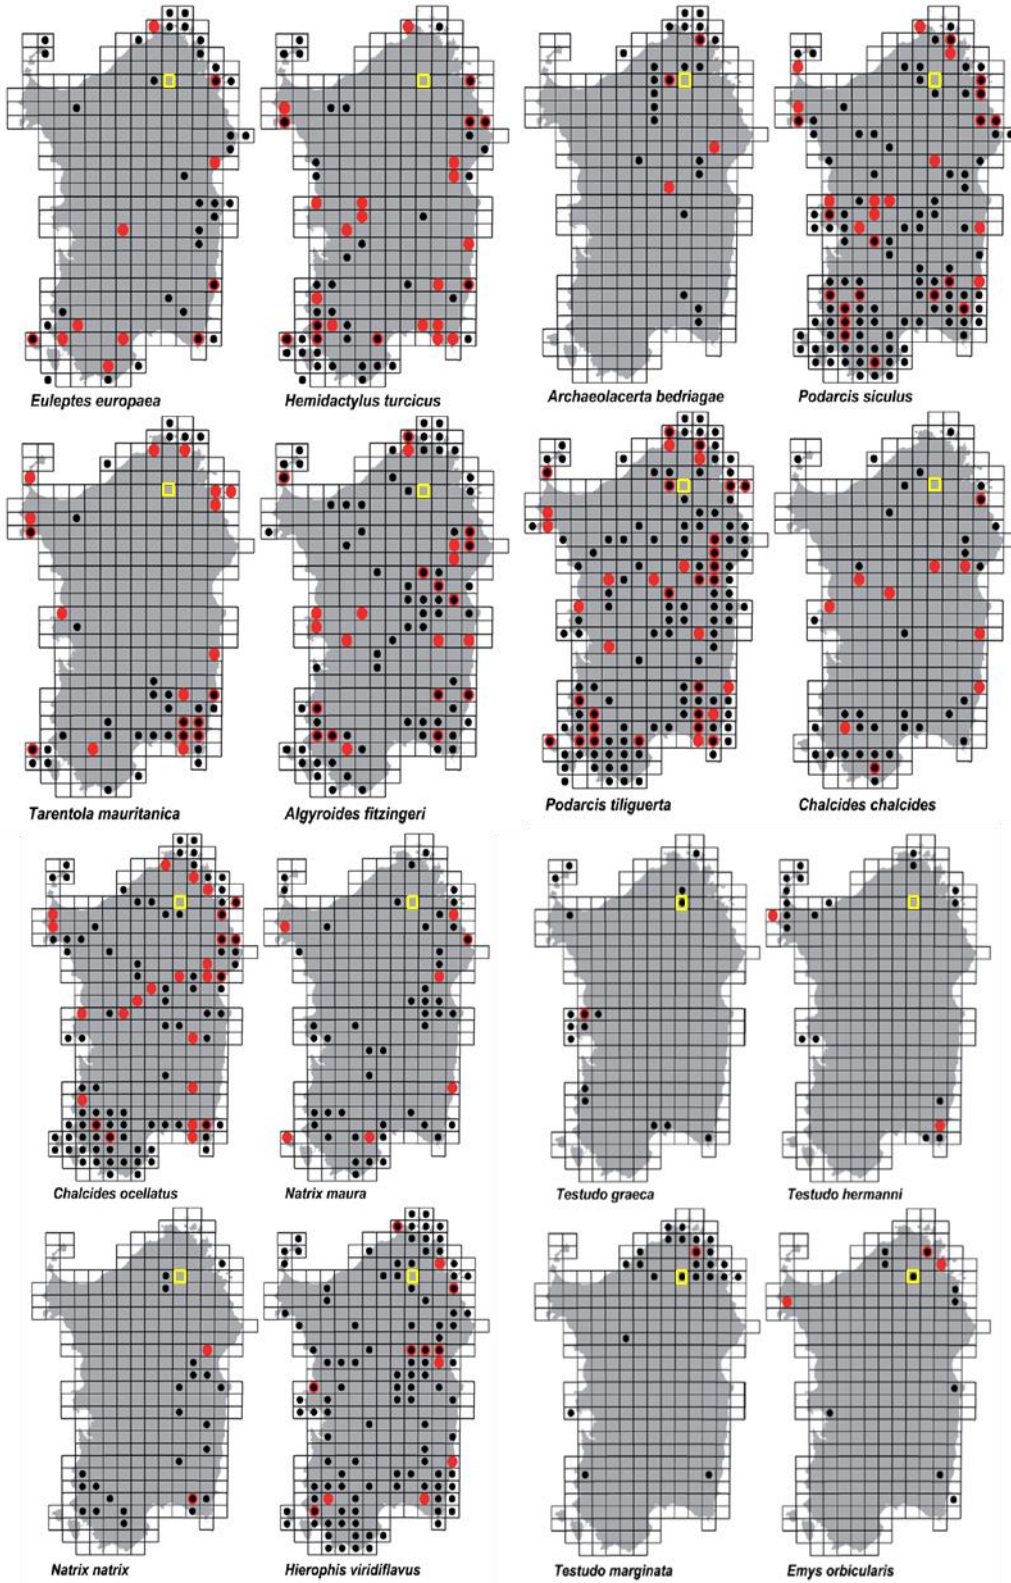 Euleptes europaea
Hemidactylus turcicus
Archaeolacerta bedriagae
Podarcis siculus
Tarentola mauritanica
Algyroides fitzingeri
Podarcis tiliguerta
Chalcides chalcides
Chalcides ocellatus
Natrix maura
Testudo graeca
Testudo hermanni
Natrix natrix
Hierophis viridiflavus
Testudo marginata
Emys orbicularis